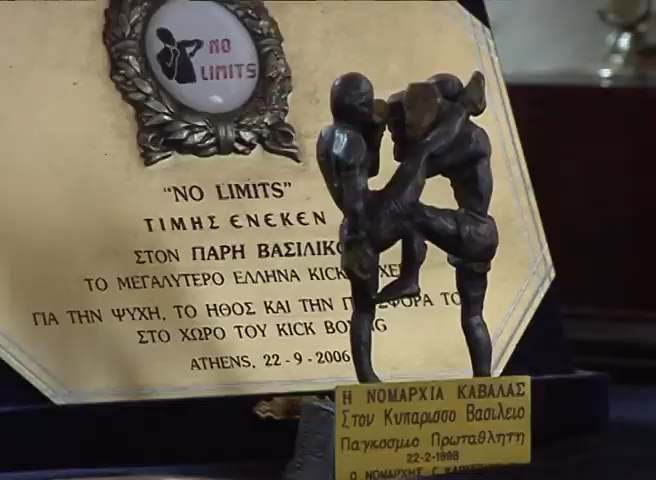 NO
LIMITS
"NO LIMITS"
ΤΙΜΗΣ ΕΝΕΚΕΝ
ΣΤΟΝ ΠΑΡΗ ΒΑΣΙΛΙΚΟ
ΤΟ ΜΕΓΑΛΥΤΕΡΟ ΕΛΛΗΝΑ KICK
ΓΙΑ ΤΗΝ ΨΥΧΗ, ΤΟ ΗΘΟΣ ΚΑΙ ΤΗΝ ΤΟ
ΣΤΟ ΧΩΡΟ ΤΟΥ KICK
ATHENS, 22-9-2006
Η ΝΟΜΑΡΧΙΑ ΚΑΒΑΛΑΣ
Στον Κυπαρισσο Βασιλειο
Παγκοσμιο Πρωταθλητη
22-2-1998
Ο ΝΟΜΑΡΧΗΣ Γ.